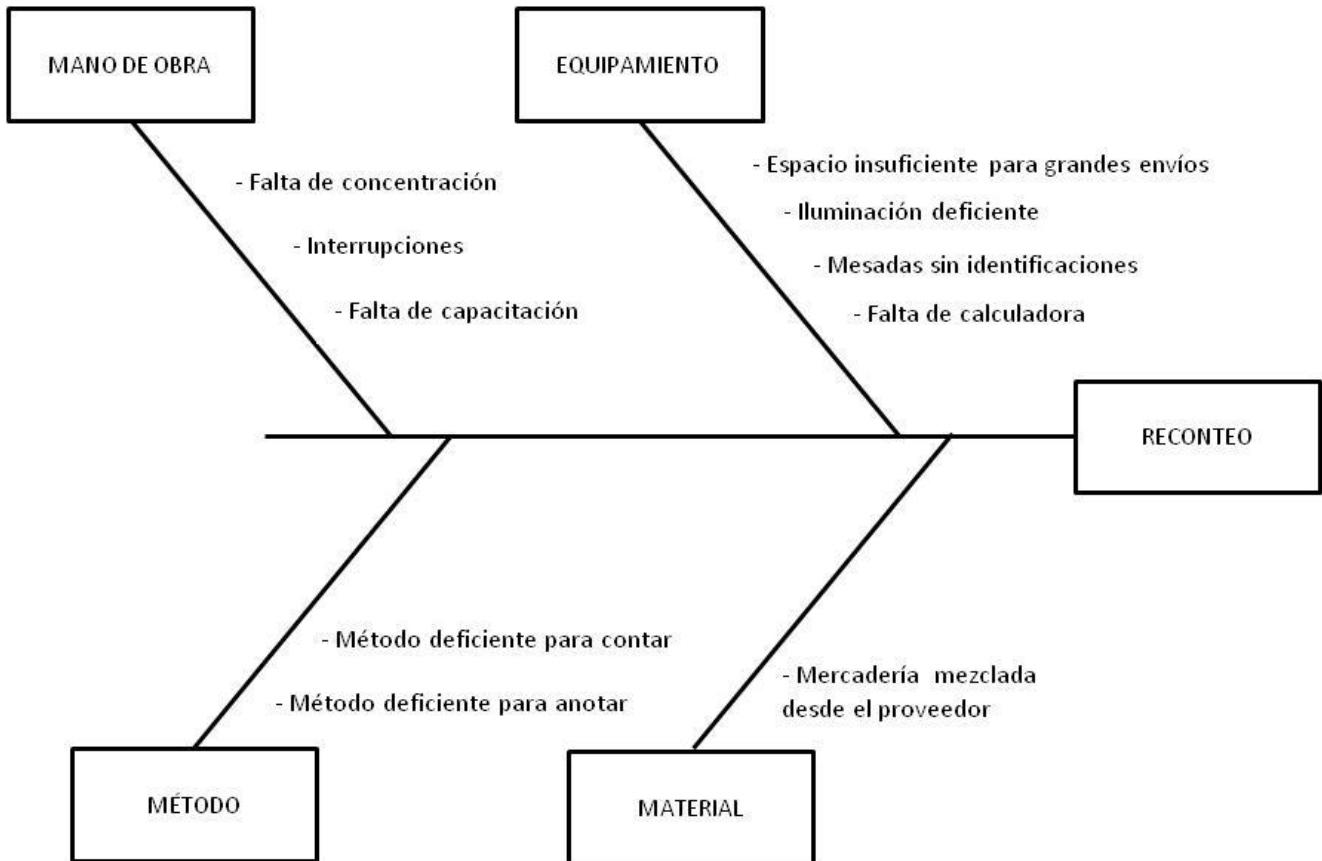 MANO DE OBRA
EQUIPAMIENTO
- Falta de concentración
- Interrupciones
- Falta de capacitación
- Espacio insuficiente para grandes envíos
- Iluminación deficiente
- Mesadas sin identificaciones
- Falta de calculadora
RECONTEO
- Método deficiente para contar
- Método deficiente para anotar
- Mercadería mezclada
desde el proveedor
MÉTODO
MATERIAL